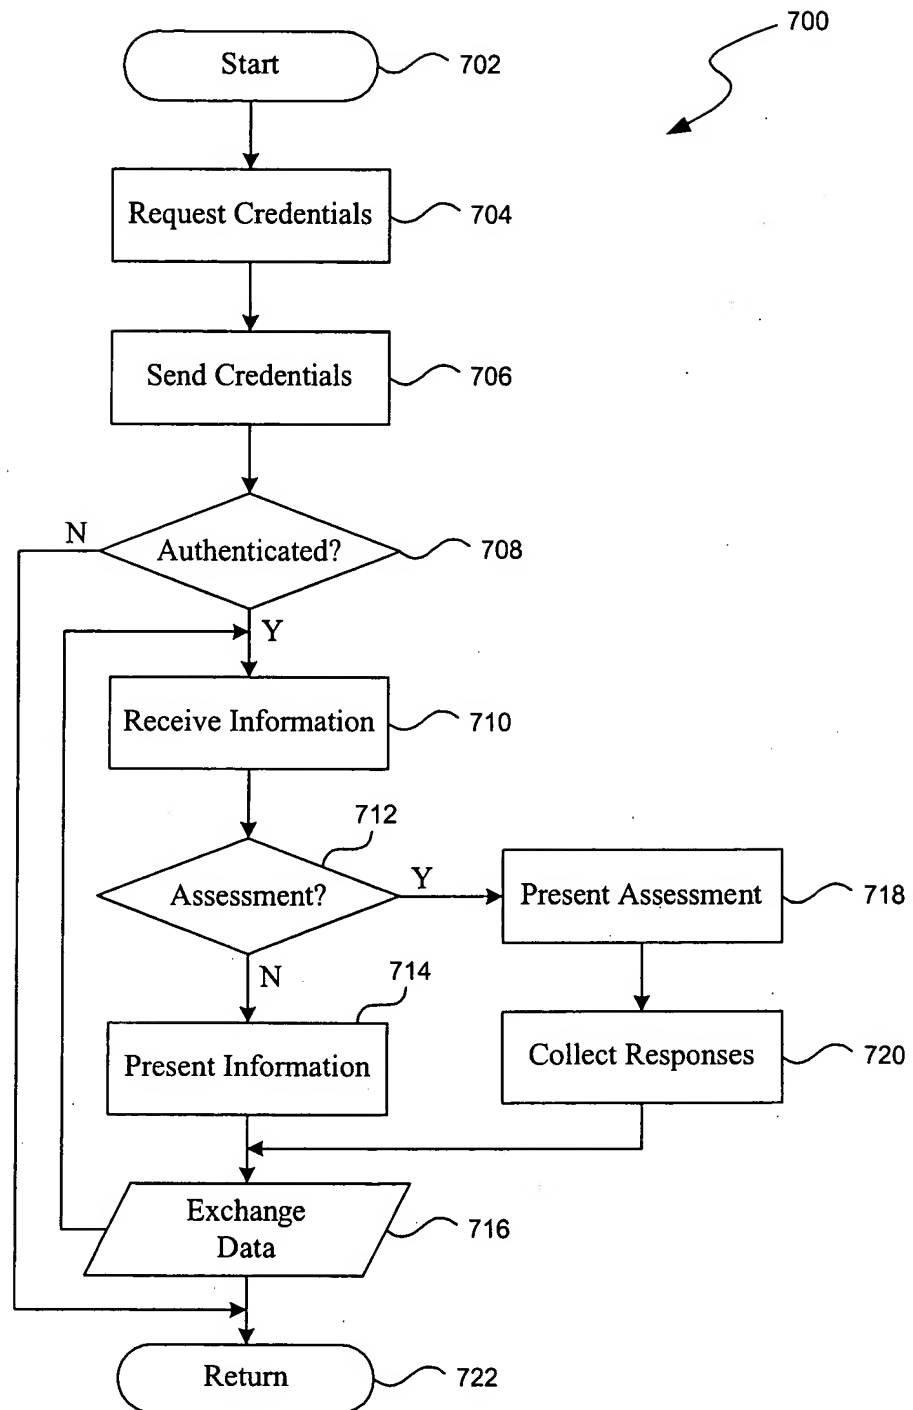 700
Start
702
Request Credentials
704
Send Credentials
706
N
Authenticated?
708
Y
Receive Information
710
712
Assessment?
Y
Present Assessment
718
N
714
Present Information
Collect Responses
720
Exchange
Data
716
Return
722